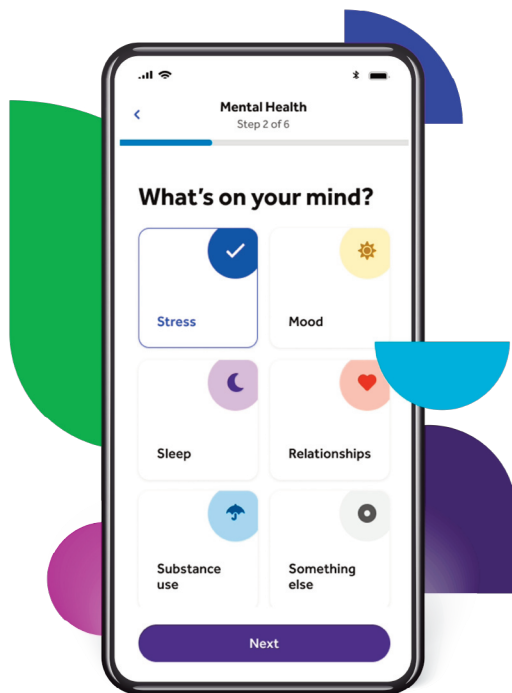 Mental Health
Step 2 of 6
What's on your mind?
Stress
Mood
Sleep
Relationships
Substance
use
Something
else
Next